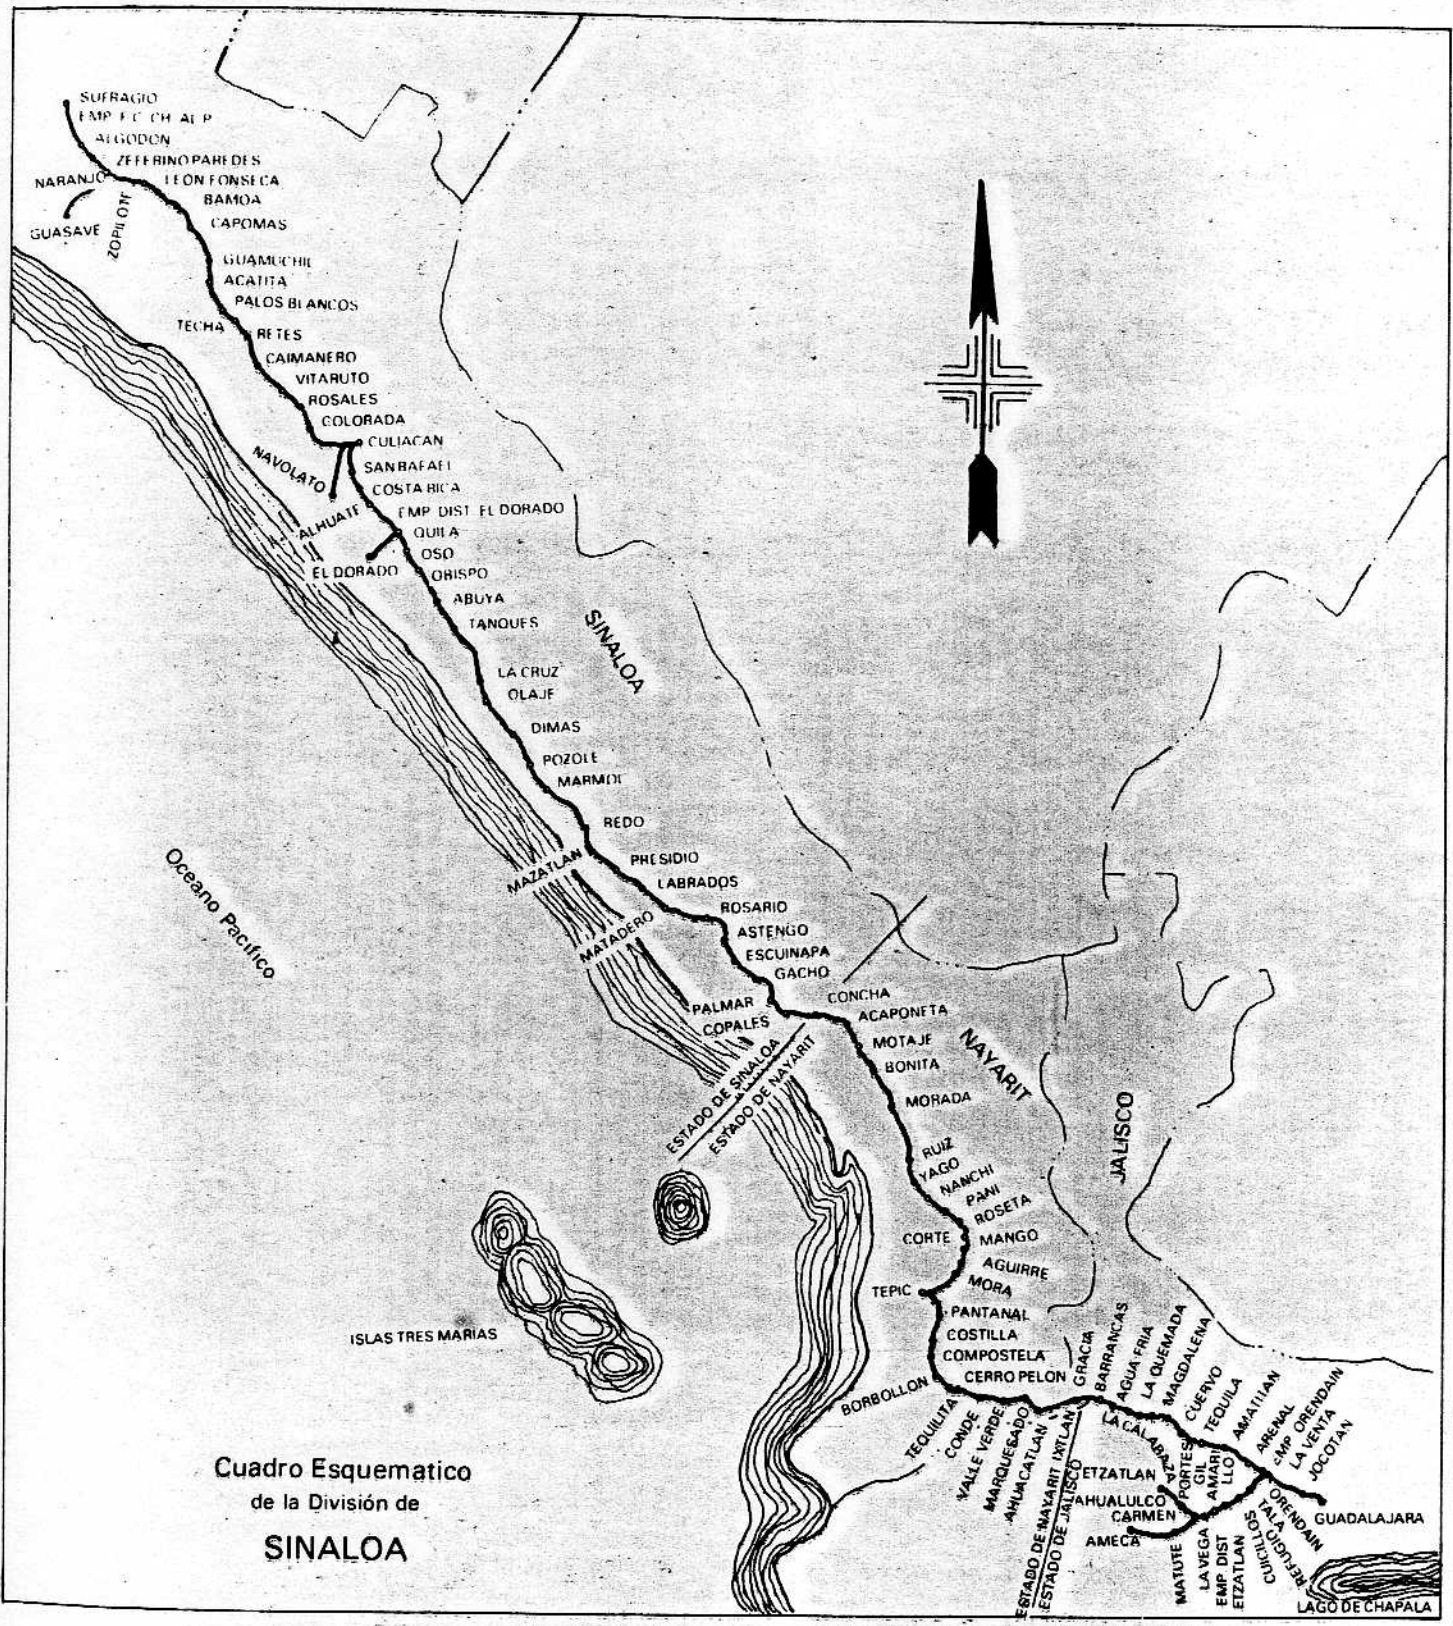 SUFRAGIO
EMP F.C. CH. AL P.
ALGODON
ZEFERINO PAREDES
NARANJO
LEON FONSECA
BAMOA
GUASAVE
ZOPILOTE
CAPOMAS
GUAMUCHIL
ACATITA
PALOS BLANCOS
TECHA
RETES
CAIMANERO
VITARUTO
ROSALES
COLORADA
CULIACAN
NAVOLATO
SAN RAFAEL
COSTA RICA
ALHUATE
EMP DIST. EL DORADO
QUILA
OSO
EL DORADO
OBISPO
ABUYA
TANQUES
SINALOA
LA CRUZ
OLAJE
DIMAS
POZOLE
MARMOL
REDO
MAZATLAN
PRESIDIO
LABRADOS
Oceano Pacifico
MATADERO
ROSARIO
ASTENGO
ESCUINAPA
GACHO
PALMAR
COPALES
CONCHA
ACAPONETA
MOTAJE
BONITA
NAYARIT
ESTADO DE SINALOA
ESTADO DE NAYARIT
MORADA
JALISCO
RUIZ
YAGO
NANCHI
PANI
ROSETA
CORTE
MANGO
AGUIRRE
MORA
TEPIC
PANTANAL
ISLAS TRES MARIAS
COSTILLA
COMPOSTELA
CERRO PELON
BORBOLLON
GRACIA
BARRANCAS
AGUA FRIA
LA QUEMADA
MAGDALENA
CUERVO
TEQUILA
AMATITAN
ARENAL
EMP ORENDAIN
LA VENTA
JOCOTAN
TEQUILITA
CONDE
VALLE VERDE
MARQUESADO
AHUACATLAN
IXTLAN
ESTADO DE NAYARIT
ESTADO DE JALISCO
LA CALABAZA
ETZATLAN
PORTES
GIL
AMARI
LLO
AHUALULCO
CARMEN
AMECA
MATUTE
LA VEGA
EMP DIST
ETZATLAN
CUICILLOS
REFUGIO
TALA
ORENDAIN
GUADALAJARA
LAGO DE CHAPALA
Cuadro Esquematico
de la División de
SINALOA